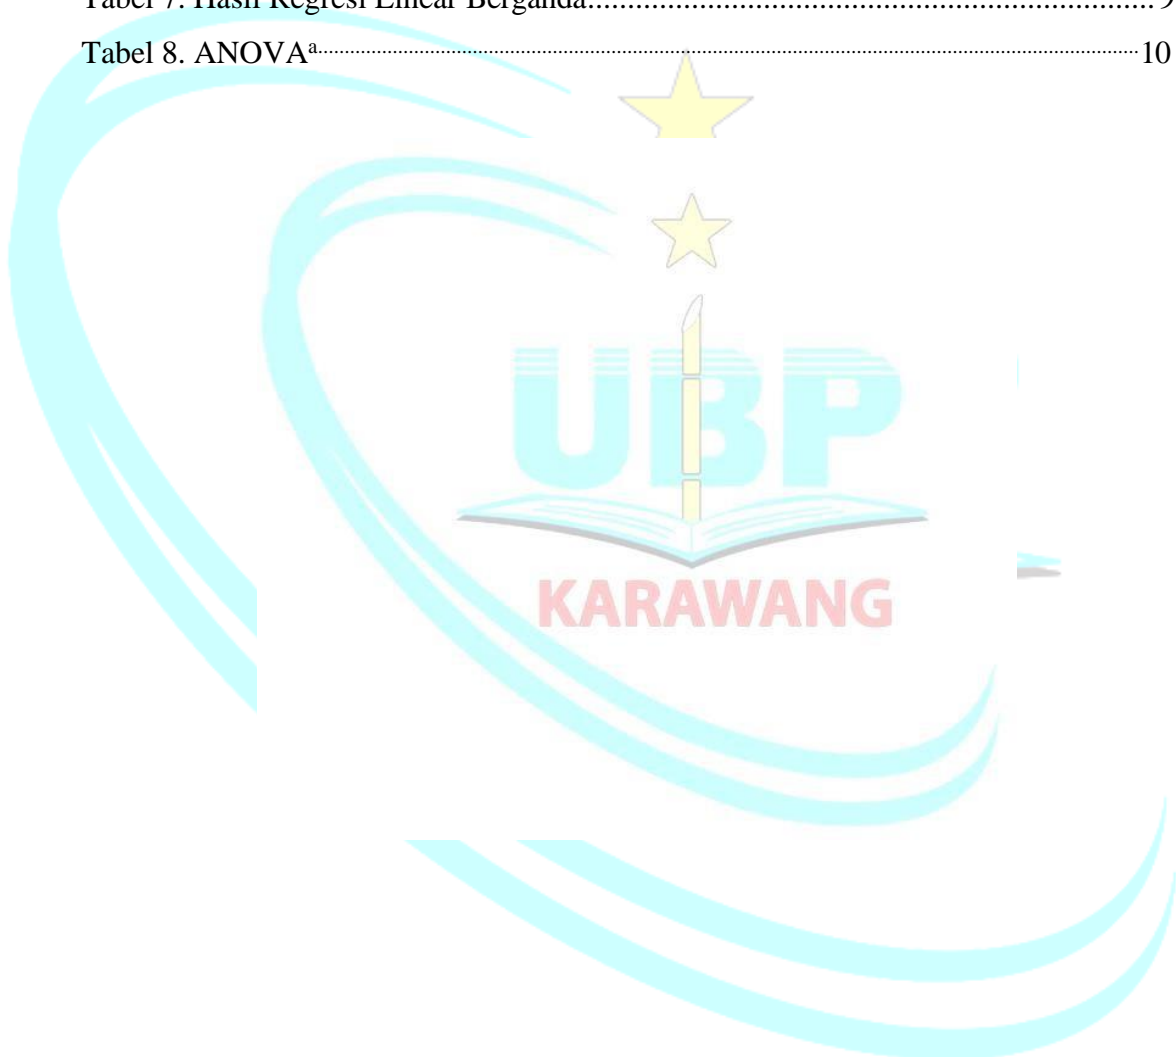 Tabel 7. Hasil Regresi Linear Berganda.......................................................................... 9
Tabel 8. ANOVAᵃ..........................................................................................................10
UBP
KARAWANG